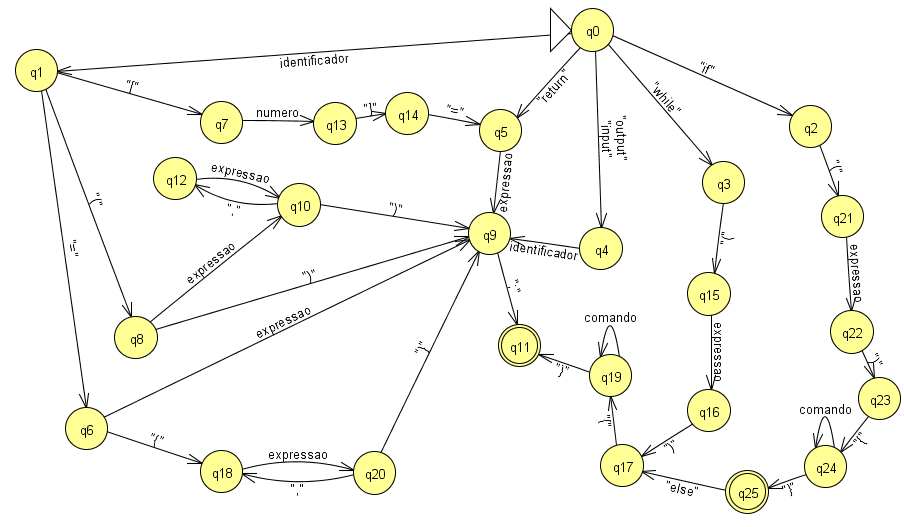 q0
q1
identificador
"if"
"["
"return"
"while"
q7
numero
q13
"]"
q14
"="
q5
"output"
"input"
q2
"("
q12
expressao
q10
","
expressao
q3
q21
"("
")"
q9
identificador
q4
"="
expressao
")"
";"
q15
expressao
q8
expressao
q11
comando
q22
"}"
q19
expressao
")"
"}"
q23
q6
q16
comando
"{"
"{"
")"
"{"
q18
expressao
","
q20
q17
"else"
q25
"}"
q24